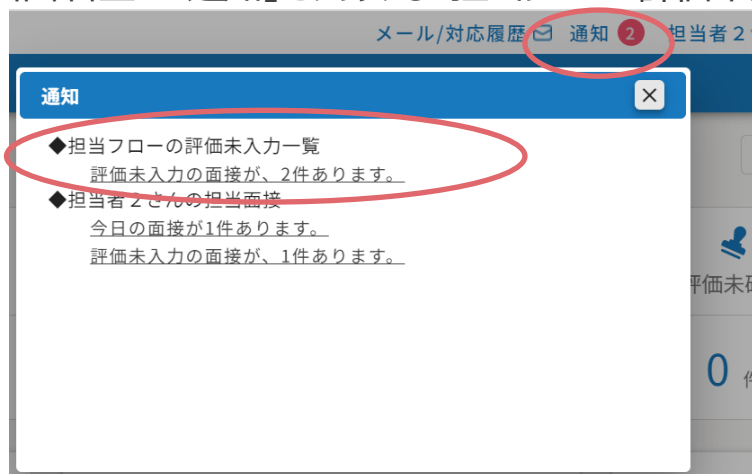 メール/対応履歴 通知 2 担当者２
通知
◆担当フローの評価未入力一覧
評価未入力の面接が、2件あります。
◆担当者２さんの担当面接
今日の面接が1件あります。
評価未入力の面接が、1件あります。
評価未
0 件